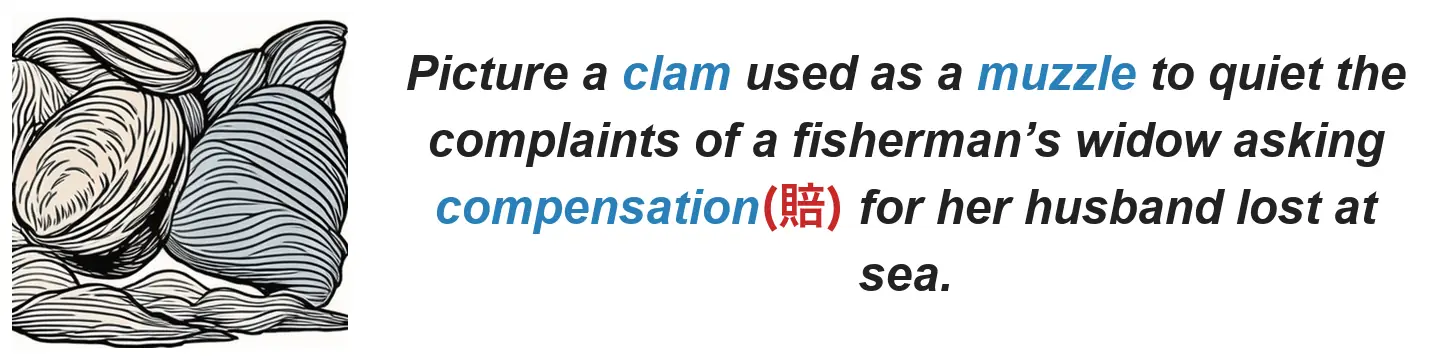 Picture a clam used as a muzzle to quiet the
complaints of a fisherman’s widow asking
compensation(賠) for her husband lost at
sea.